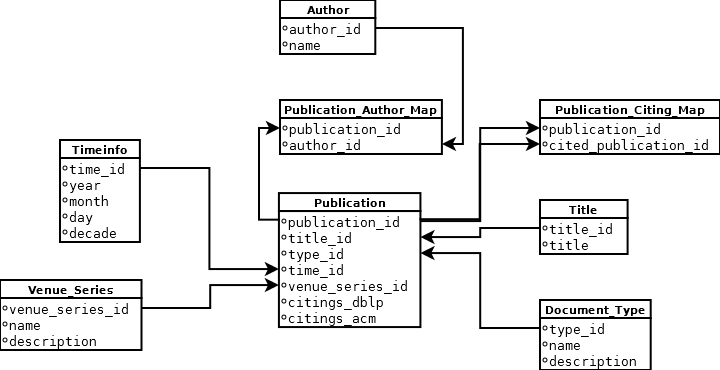 Author
author_id
name
Publication_Author_Map
publication_id
author_id
Publication_Citing_Map
publication_id
cited_publication_id
Timeinfo
time_id
year
month
day
decade
Publication
publication_id
title_id
type_id
time_id
venue_series_id
citings_dblp
citings_acm
Title
title_id
title
Venue_Series
venue_series_id
name
description
Document_Type
type_id
name
description